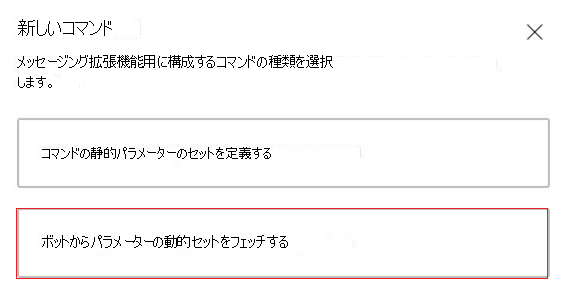 新しいコマンド
メッセージング拡張機能用に構成するコマンドの種類を選択
します。
コマンドの静的パラメーターのセットを定義する
ボットからパラメーターの動的セットをフェッチする